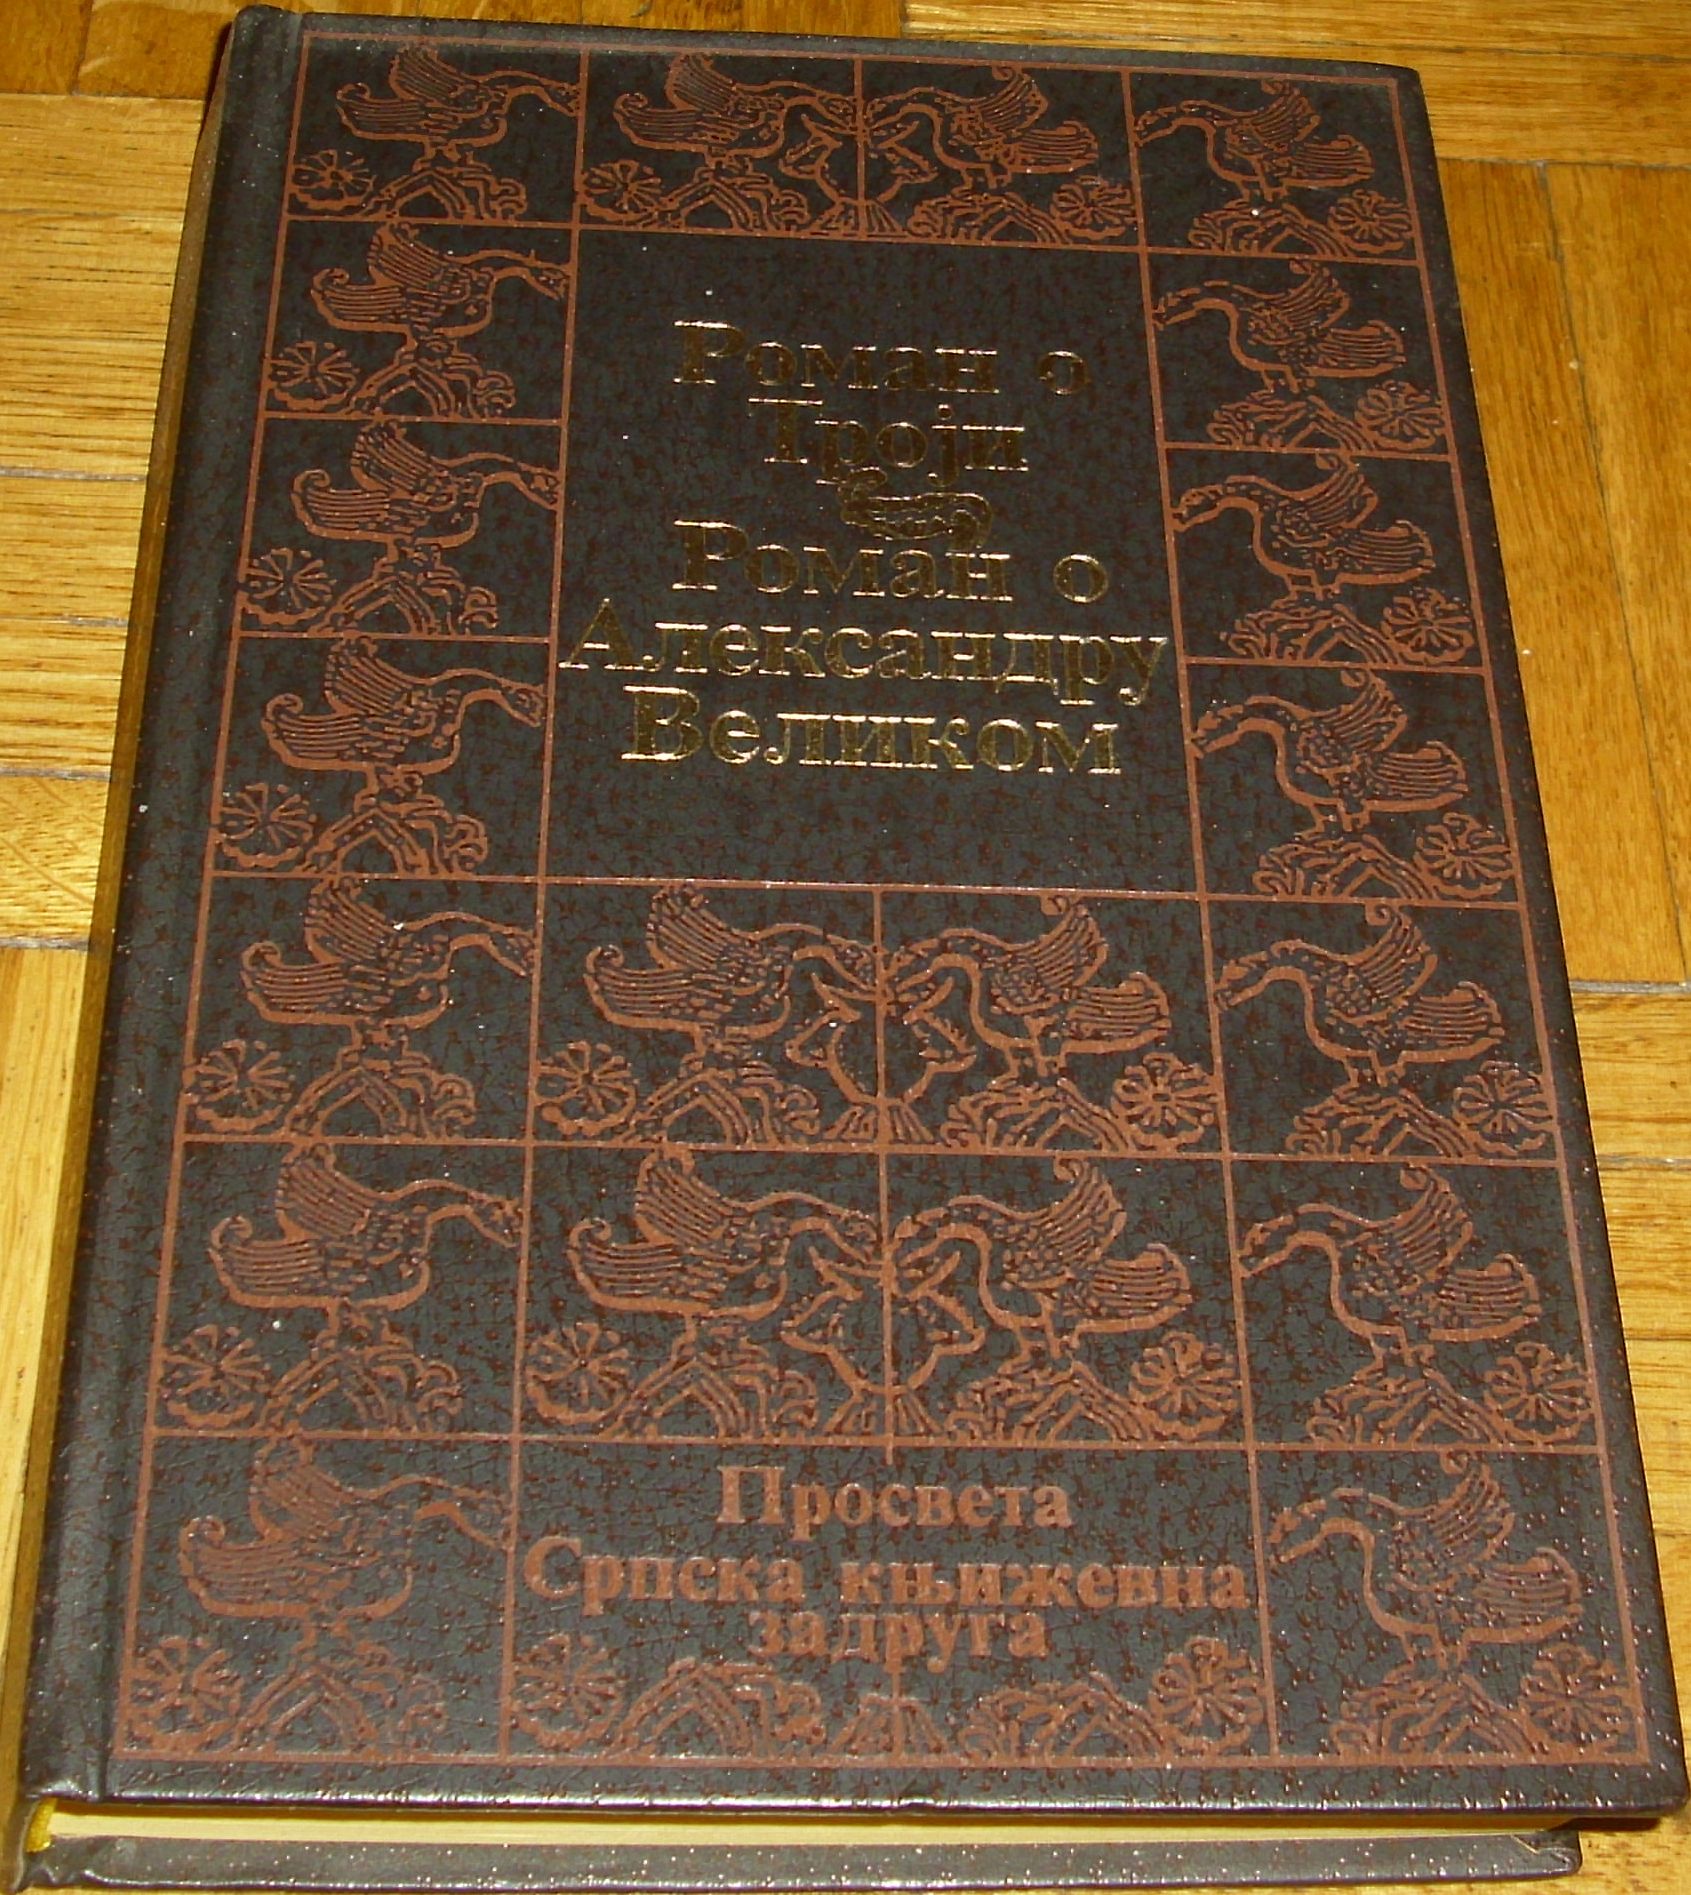 Роман о
Троји
Роман о
Александру
Великом
Просвета
Српска књижевна
задруга